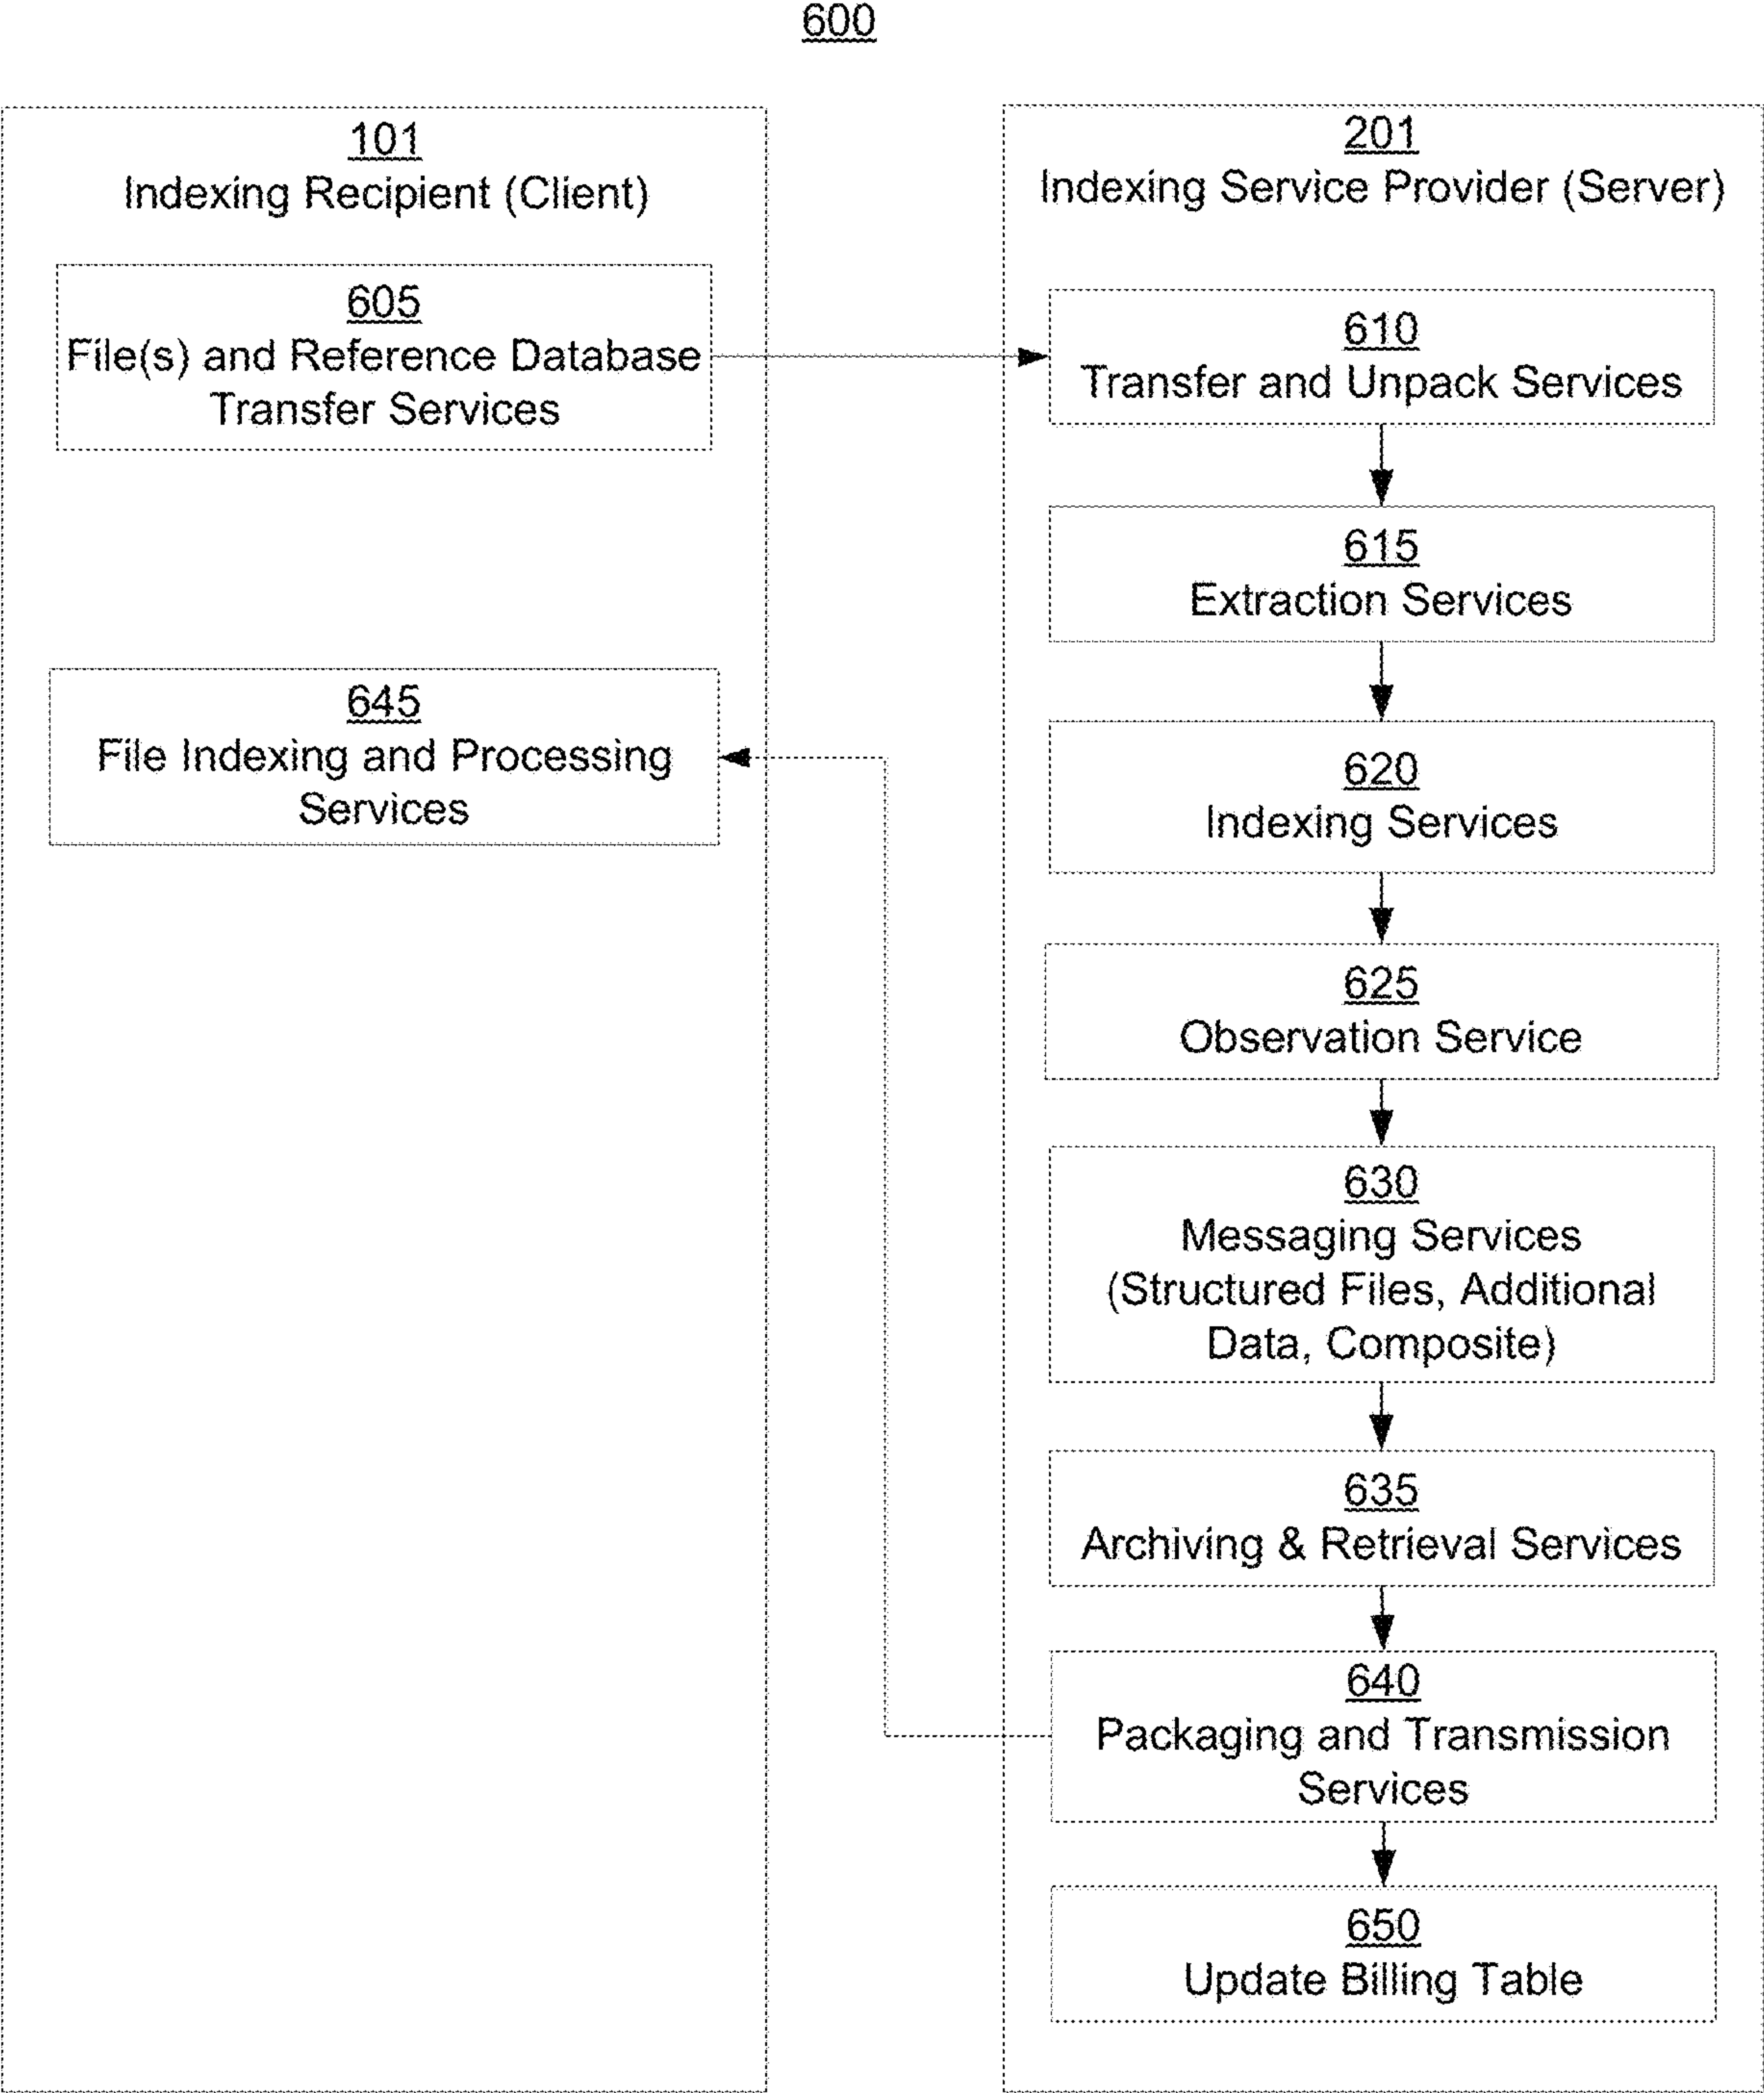 600
101
Indexing Recipient (Client)
605
File(s) and Reference Database
Transfer Services
645
File Indexing and Processing
Services
201
Indexing Service Provider (Server)
610
Transfer and Unpack Services
615
Extraction Services
620
Indexing Services
625
Observation Service
630
Messaging Services
(Structured Files, Additional
Data, Composite)
635
Archiving & Retrieval Services
640
Packaging and Transmission
Services
650
Update Billing Table